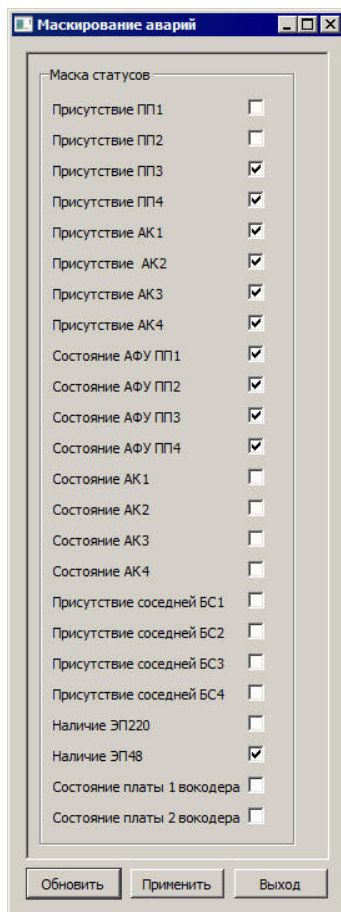 Маскирование аварий
Маска статусов
Присутствие ПП1
Присутствие ПП2
Присутствие ПП3
Присутствие ПП4
Присутствие АК1
Присутствие АК2
Присутствие АК3
Присутствие АК4
Состояние АФУ ПП1
Состояние АФУ ПП2
Состояние АФУ ПП3
Состояние АФУ ПП4
Состояние АК1
Состояние АК2
Состояние АК3
Состояние АК4
Присутствие соседней БС1
Присутствие соседней БС2
Присутствие соседней БС3
Присутствие соседней БС4
Наличие ЭП220
Наличие ЭП48
Состояние платы 1 вокодера
Состояние платы 2 вокодера
Обновить Применить Выход